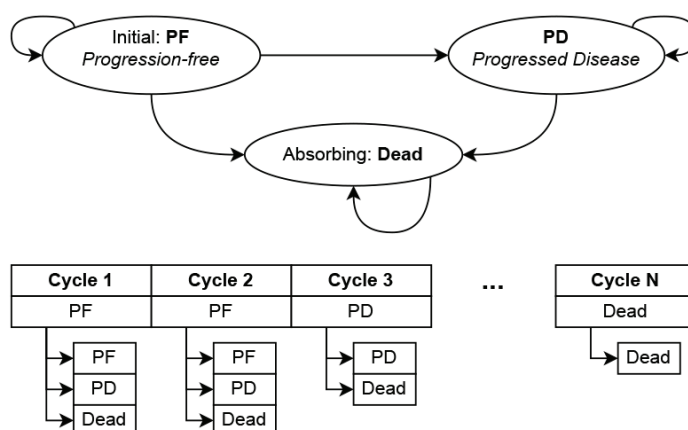 Initial: PF
Progression-free
PD
Progressed Disease
Absorbing: Dead
Cycle 1 Cycle 2 Cycle 3 ... Cycle N
PF PF PD Dead
PF PF PD Dead
PD PD Dead
Dead Dead